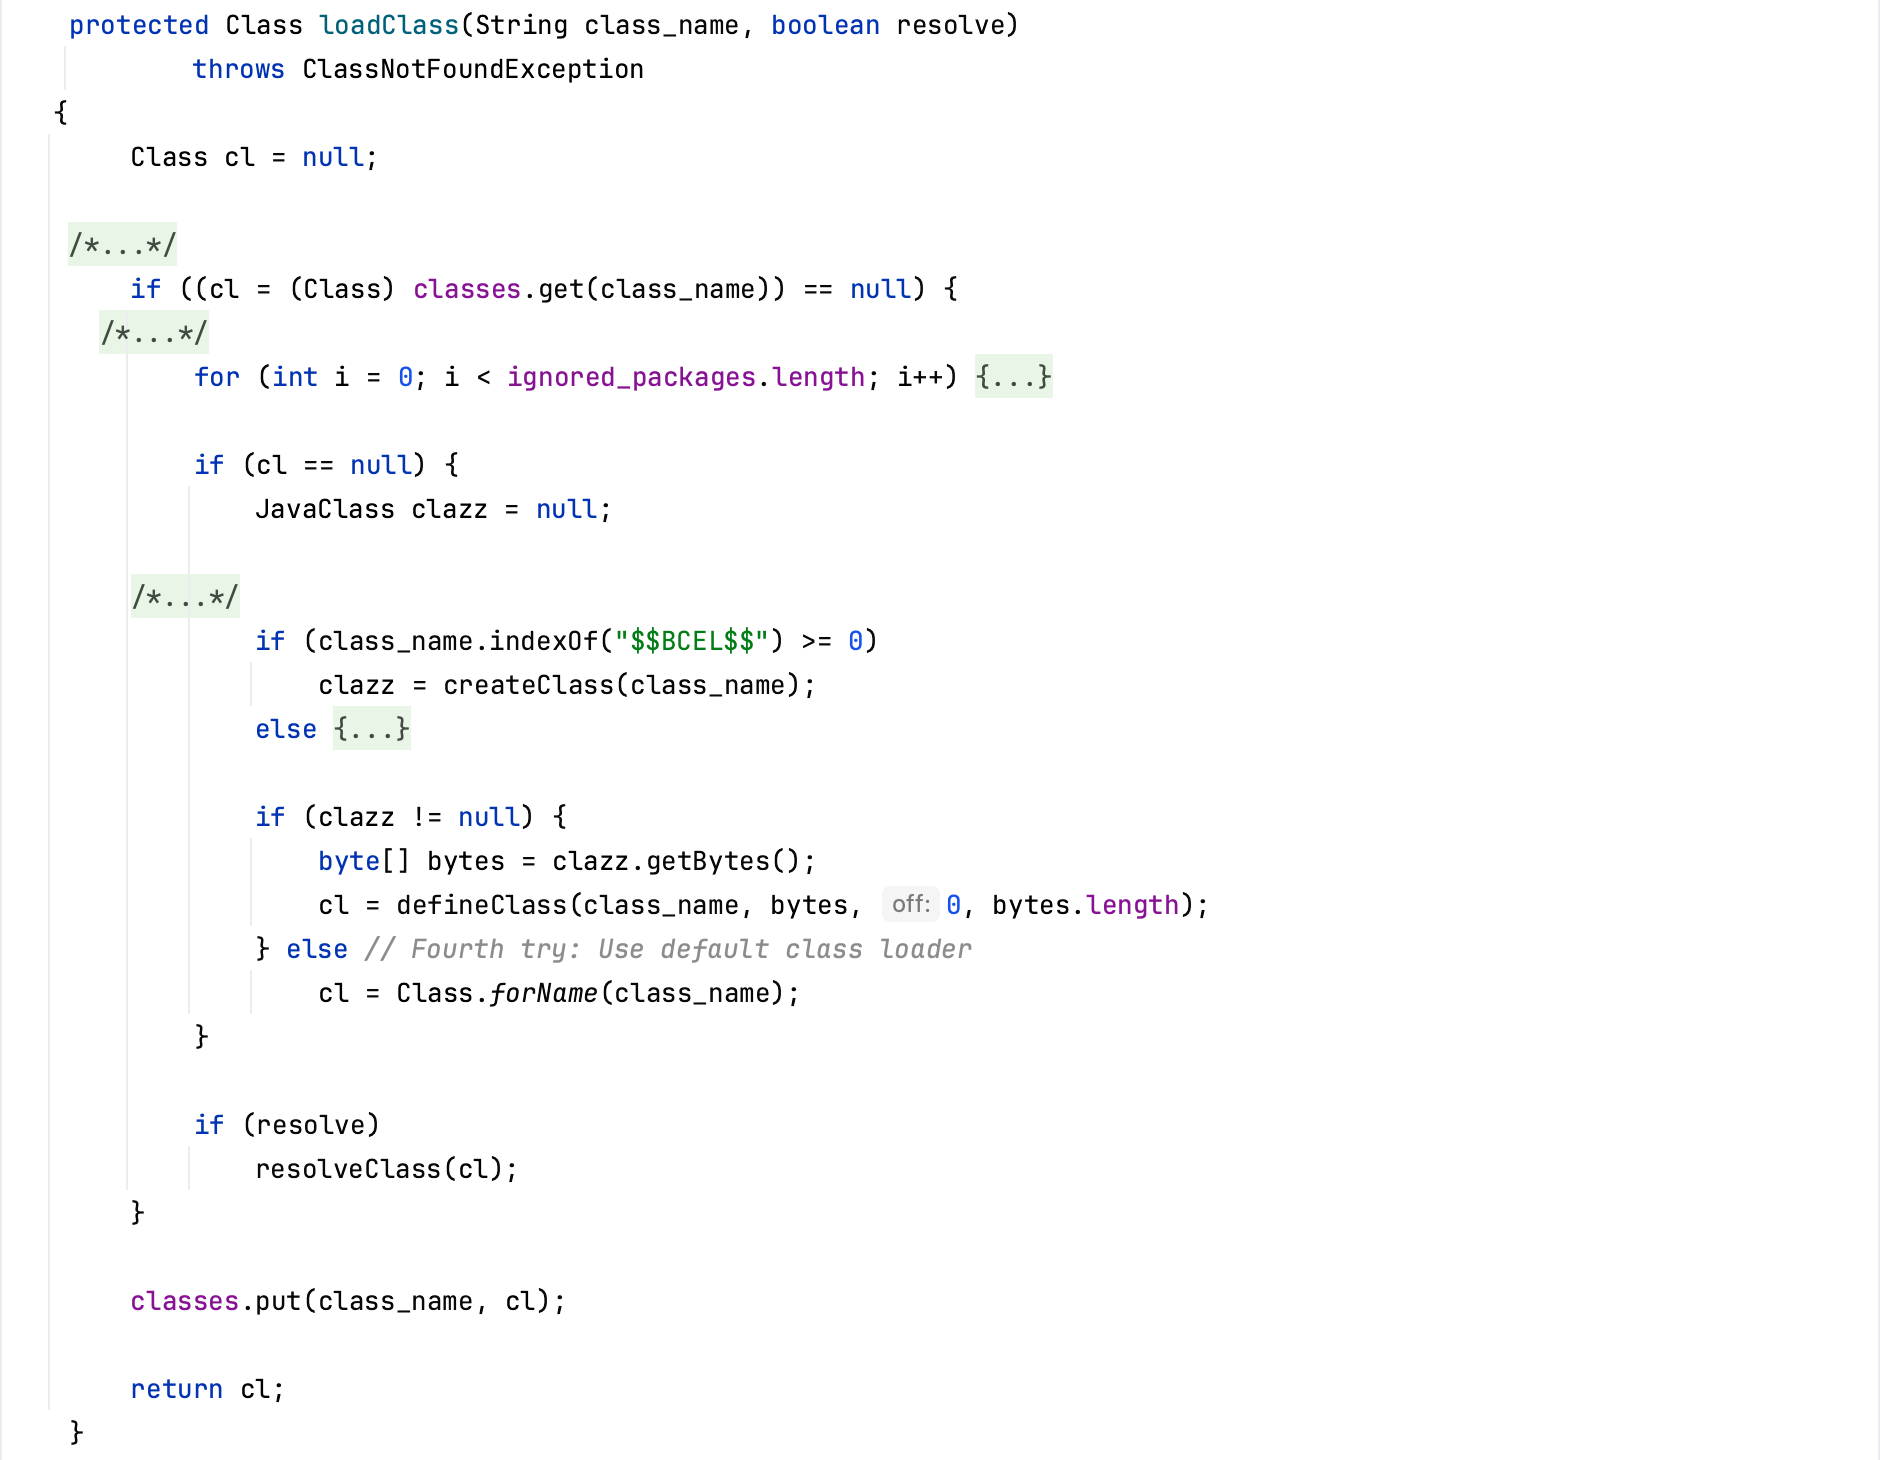 protected Class loadClass(String class_name, boolean resolve)
throws ClassNotFoundException
{
Class cl = null;
/*...*/
if ((cl = (Class) classes.get(class_name)) == null) {
/*...*/
for (int i = 0; i < ignored_packages.length; i++) {...}
if (cl == null) {
JavaClass clazz = null;
/*...*/
if (class_name.indexOf("$$BCEL$$") >= 0)
clazz = createClass(class_name);
else {...}
if (clazz != null) {
byte[] bytes = clazz.getBytes();
cl = defineClass(class_name, bytes, off: 0, bytes.length);
} else // Fourth try: Use default class loader
cl = Class.forName(class_name);
}
if (resolve)
resolveClass(cl);
}
classes.put(class_name, cl);
return cl;
}